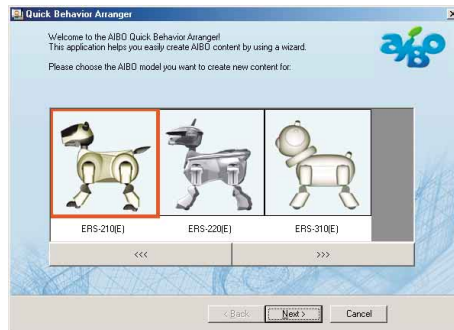 Quick Behavior Arranger
Welcome to the AIBO Quick Behavior Arranger!
This application helps you easily create AIBO content by using a wizard.
Please choose the AIBO model you want to create new content for:
aibo
ERS-210(E) ERS-220(E) ERS-310(E)
<<< >>>
< Back Next > Cancel